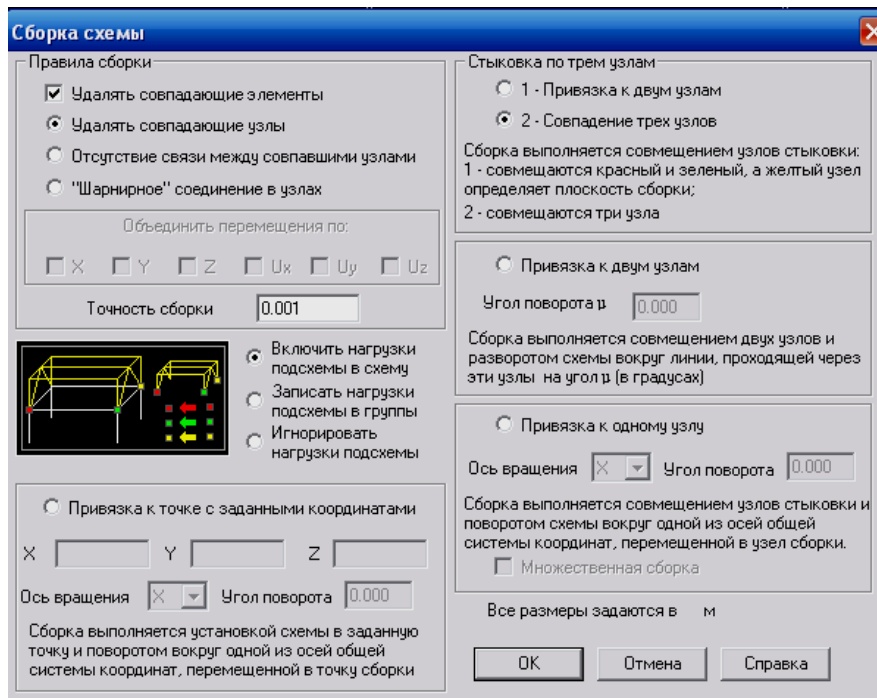 Сборка схемы
Правила сборки
Удалять совпадающие элементы
Удалять совпадающие узлы
Отсутствие связи между совпавшими узлами
"Шарнирное" соединение в узлах
Объединить перемещения по:
X Y Z Ux Uy Uz
Точность сборки 0.001
Включить нагрузки
подсхемы в схему
Записать нагрузки
подсхемы в группы
Игнорировать
нагрузки подсхемы
Привязка к точке с заданными координатами
X Y Z
Ось вращения X Угол поворота 0.000
Сборка выполняется установкой схемы в заданную
точку и поворотом вокруг одной из осей общей
системы координат, перемещенной в точку сборки
Стыковка по трем узлам
1 - Привязка к двум узлам
2 - Совпадение трех узлов
Сборка выполняется совмещением узлов стыковки:
1 - совмещаются красный и зеленый, а желтый узел
определяет плоскость сборки;
2 - совмещаются три узла
Привязка к двум узлам
Угол поворота µ 0.000
Сборка выполняется совмещением двух узлов и
разворотом схемы вокруг линии, проходящей через
эти узлы на угол µ (в градусах)
Привязка к одному узлу
Ось вращения X Угол поворота 0.000
Сборка выполняется совмещением узлов стыковки и
поворотом схемы вокруг одной из осей общей
системы координат, перемещенной в узел сборки.
Множественная сборка
Все размеры задаются в м
OK Отмена Справка